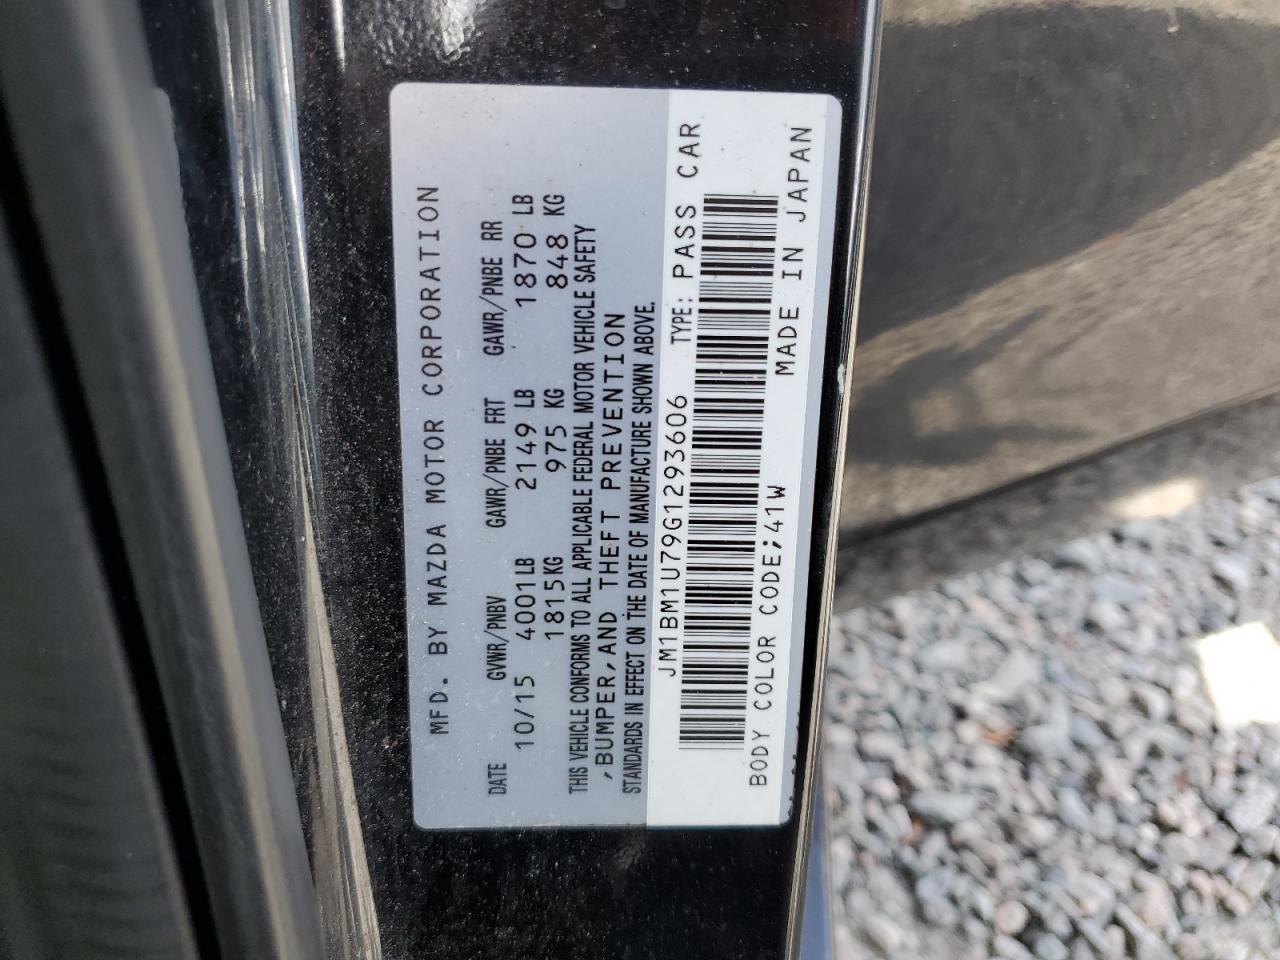 MFD. BY MAZDA MOTOR CORPORATION
DATE GVWR/PNBV GAWR/PNBE FRT GAWR/PNBE RR
10/15 4001LB 2149 LB 1870 LB
1815KG 975 KG 848 KG
THIS VEHICLE CONFORMS TO ALL APPLICABLE FEDERAL MOTOR VEHICLE SAFETY
,BUMPER,AND THEFT PREVENTION
STANDARDS IN EFFECT ON THE DATE OF MANUFACTURE SHOWN ABOVE.
JM1BM1U79G1293606 TYPE: PASS CAR
BODY COLOR CODE;41W MADE IN JAPAN